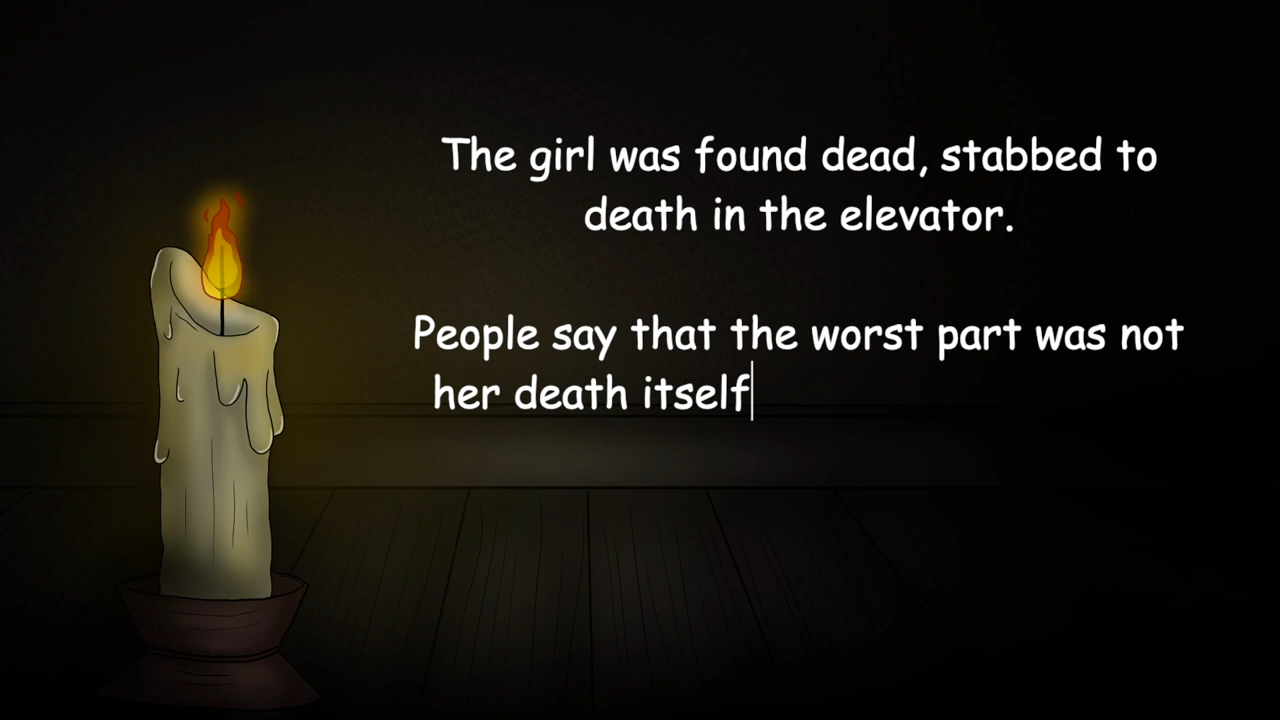 The girl was found dead, stabbed to
death in the elevator.
People say that the worst part was not
her death itself